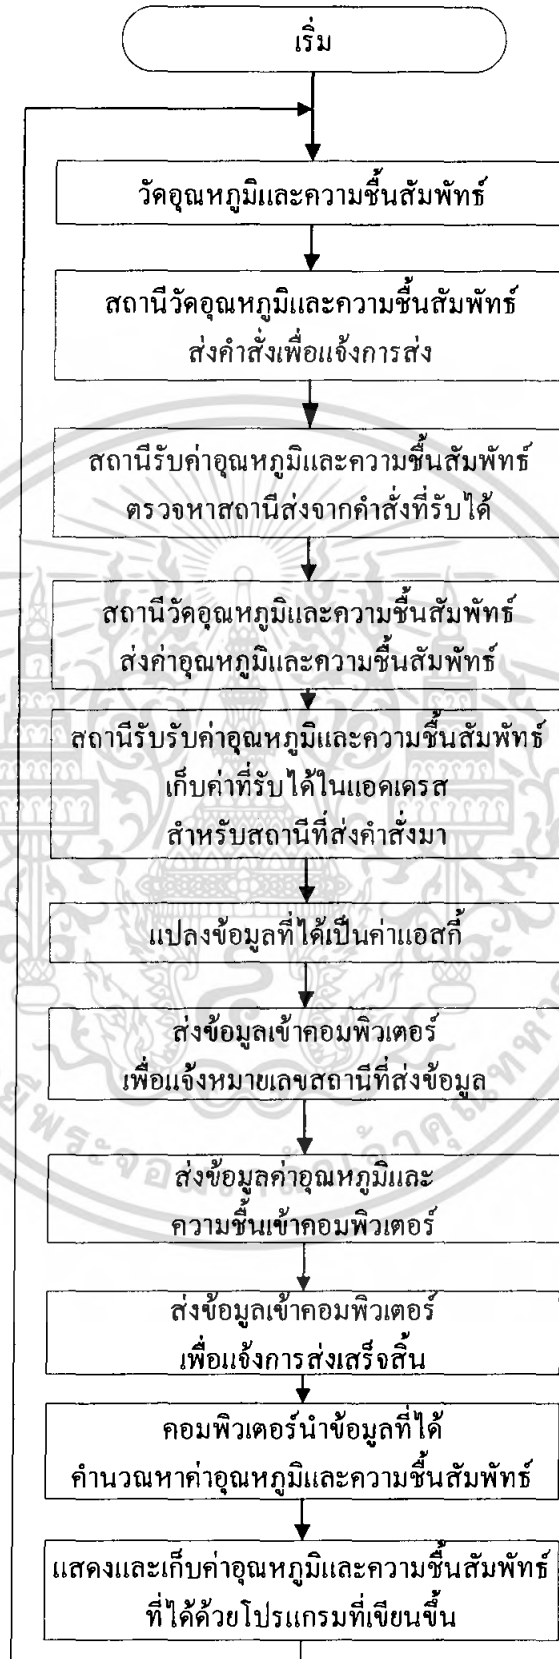 เริ่ม
วัดอุณหภูมิและความชื้นสัมพัทธ์
สถานีวัดอุณหภูมิและความชื้นสัมพัทธ์
ส่งคำสั่งเพื่อแจ้งการส่ง
สถานีรับค่าอุณหภูมิและความชื้นสัมพัทธ์
ตรวจหาสถานีส่งจากคำสั่งที่รับได้
สถานีวัดอุณหภูมิและความชื้นสัมพัทธ์
ส่งค่าอุณหภูมิและความชื้นสัมพัทธ์
สถานีรับรับค่าอุณหภูมิและความชื้นสัมพัทธ์
เก็บค่าที่รับได้ในแอดเดรส
สำหรับสถานีที่ส่งคำสั่งมา
แปลงข้อมูลที่ได้เป็นค่าแอสกี้
ส่งข้อมูลเข้าคอมพิวเตอร์
เพื่อแจ้งหมายเลขสถานีที่ส่งข้อมูล
ส่งข้อมูลค่าอุณหภูมิและ
ความชื้นเข้าคอมพิวเตอร์
ส่งข้อมูลเข้าคอมพิวเตอร์
เพื่อแจ้งการส่งเสร็จสิ้น
คอมพิวเตอร์นำข้อมูลที่ได้
คำนวณหาค่าอุณหภูมิและความชื้นสัมพัทธ์
แสดงและเก็บค่าอุณหภูมิและความชื้นสัมพัทธ์
ที่ได้ด้วยโปรแกรมที่เขียนขึ้น